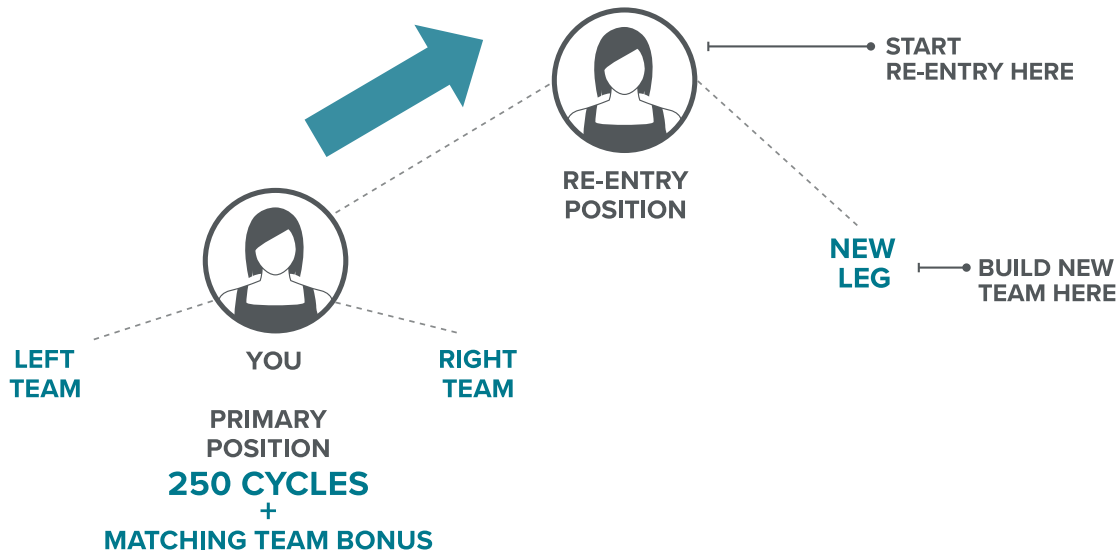 START
RE-ENTRY HERE
RE-ENTRY
POSITION
NEW
LEG
BUILD NEW
TEAM HERE
LEFT
TEAM
YOU
RIGHT
TEAM
PRIMARY
POSITION
250 CYCLES
+
MATCHING TEAM BONUS